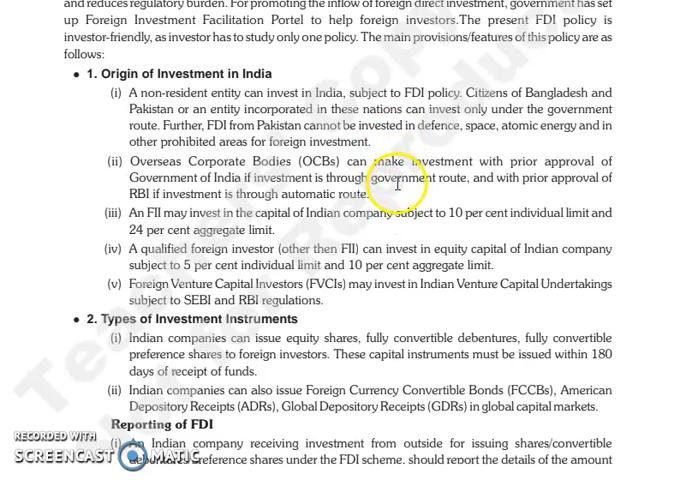 and reduces regulatory burden. For promoting the inflow of foreign direct investment, government has set
up Foreign Investment Facilitation Portel to help foreign investors.The present FDI policy is
investor-friendly, as investor has to study only one policy. The main provisions/features of this policy are as
follows:
• 1. Origin of Investment in India
(i) A non-resident entity can invest in India, subject to FDI policy. Citizens of Bangladesh and
Pakistan or an entity incorporated in these nations can invest only under the government
route. Further, FDI from Pakistan cannot be invested in defence, space, atomic energy and in
other prohibited areas for foreign investment.
(ii) Overseas Corporate Bodies (OCBs) can make investment with prior approval of
Government of India if investment is through government route, and with prior approval of
RBI if investment is through automatic route.
(iii) An FII may invest in the capital of Indian company subject to 10 per cent individual limit and
24 per cent aggregate limit.
(iv) A qualified foreign investor (other then FII) can invest in equity capital of Indian company
subject to 5 per cent individual limit and 10 per cent aggregate limit.
(v) Foreign Venture Capital Investors (FVCIs) may invest in Indian Venture Capital Undertakings
subject to SEBI and RBI regulations.
• 2. Types of Investment Instruments
(i) Indian companies can issue equity shares, fully convertible debentures, fully convertible
preference shares to foreign investors. These capital instruments must be issued within 180
days of receipt of funds.
(ii) Indian companies can also issue Foreign Currency Convertible Bonds (FCCBs), American
Depository Receipts (ADRs), Global Depository Receipts (GDRs) in global capital markets.
Reporting of FDI
(i) An Indian company receiving investment from outside for issuing shares/convertible
debentures/preference shares under the FDI scheme, should report the details of the amount
RECORDED WITH
SCREENCAST MATIC